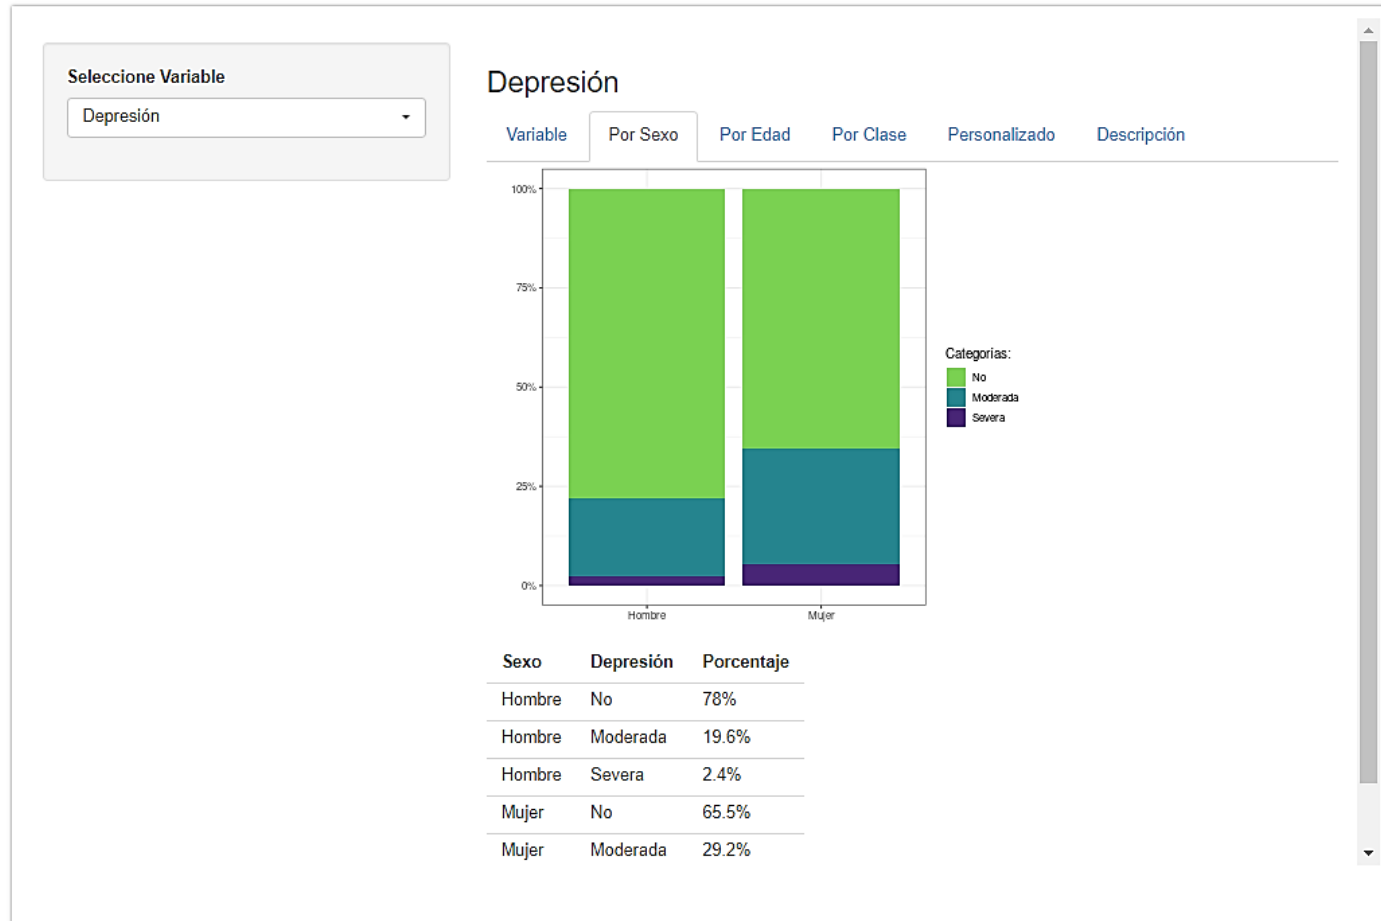 Seleccione Variable
Depresión
Depresión
Variable Por Sexo Por Edad Por Clase Personalizado Descripción
100%
75%
50%
25%
0%
Hombre Mujer
Categorias:
No
Moderada
Severa
Sexo Depresión Porcentaje
Hombre No 78%
Hombre Moderada 19.6%
Hombre Severa 2.4%
Mujer No 65.5%
Mujer Moderada 29.2%